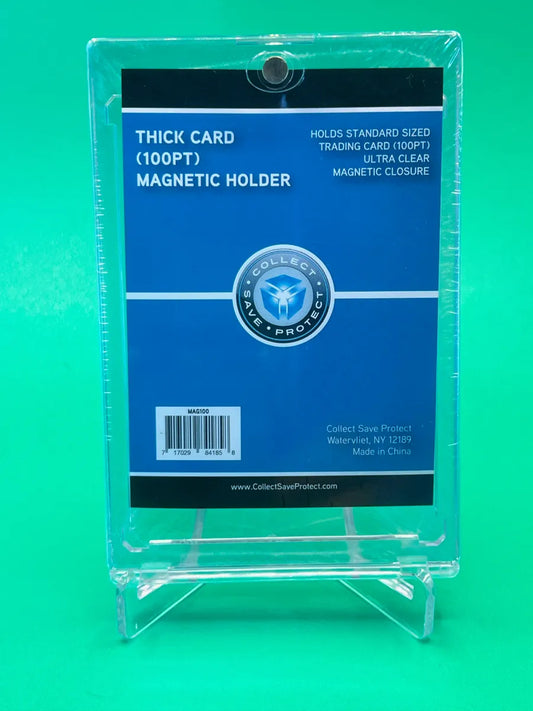 THICK CARD
(100PT)
MAGNETIC HOLDER
HOLDS STANDARD SIZED
TRADING CARD (100PT)
ULTRA CLEAR
MAGNETIC CLOSURE
COLLECT • SAVE • PROTECT •
MAG100
7 17029 84185 8
Collect Save Protect
Watervliet, NY 12189
Made in China
www.CollectSaveProtect.com